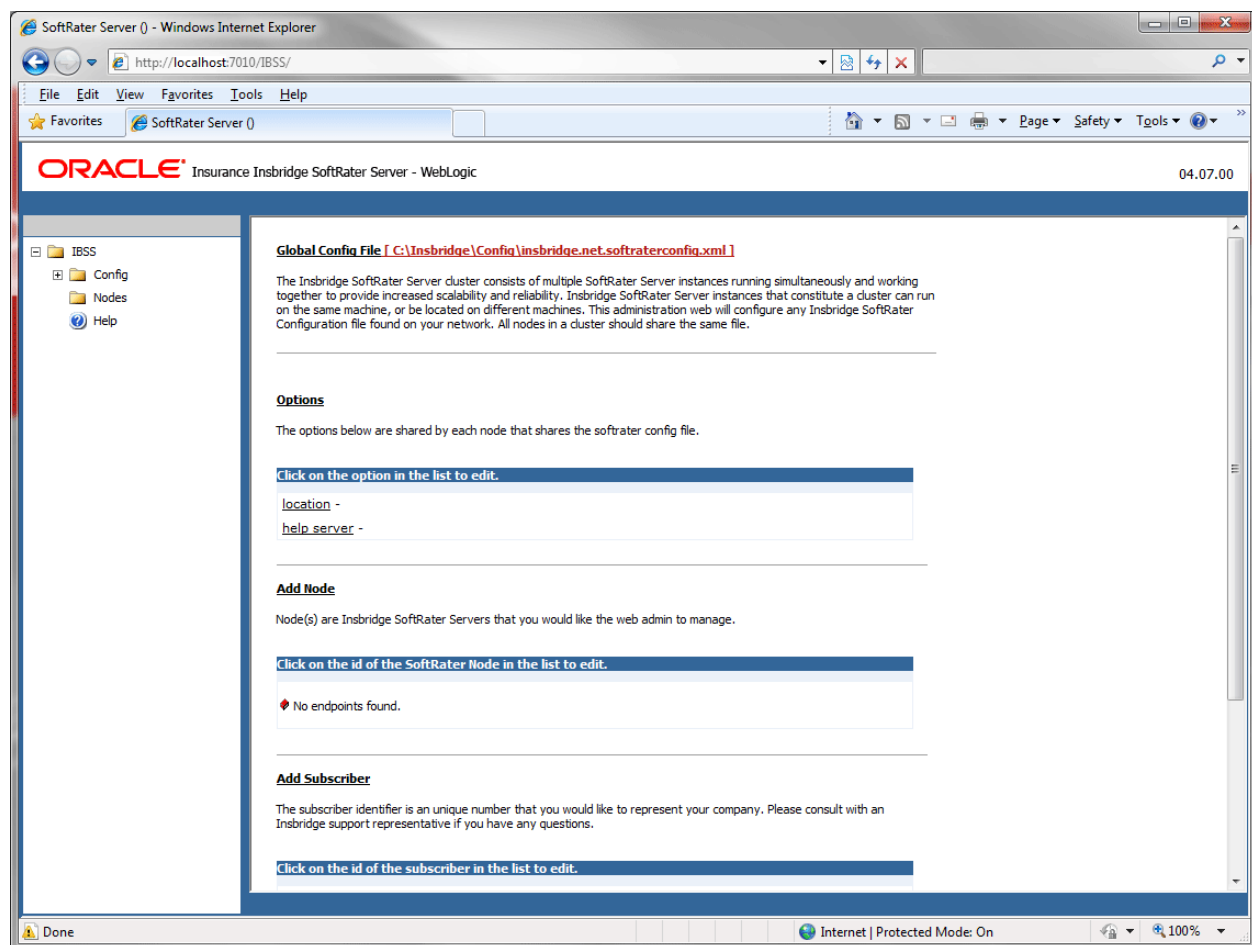 SoftRater Server () - Windows Internet Explorer
http://localhost:7010/IBSS/
File Edit View Favorites Tools Help
Favorites SoftRater Server () Page Safety Tools
ORACLE Insurance Insbridge SoftRater Server - WebLogic 04.07.00
IBSS
Config
Nodes
Help
Global Config File [ C:\Insbridge\Config\insbridge.net.softraterconfig.xml ]
The Insbridge SoftRater Server cluster consists of multiple SoftRater Server instances running simultaneously and working
together to provide increased scalability and reliability. Insbridge SoftRater Server instances that constitute a cluster can run
on the same machine, or be located on different machines. This administration web will configure any Insbridge SoftRater
Configuration file found on your network. All nodes in a cluster should share the same file.
Options
The options below are shared by each node that shares the softrater config file.
Click on the option in the list to edit.
location -
help server -
Add Node
Node(s) are Insbridge SoftRater Servers that you would like the web admin to manage.
Click on the id of the SoftRater Node in the list to edit.
No endpoints found.
Add Subscriber
The subscriber identifier is an unique number that you would like to represent your company. Please consult with an
Insbridge support representative if you have any questions.
Click on the id of the subscriber in the list to edit.
Done Internet | Protected Mode: On 100%